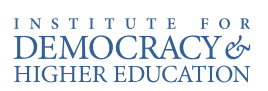 INSTITUTE FOR
DEMOCRACY &
HIGHER EDUCATION